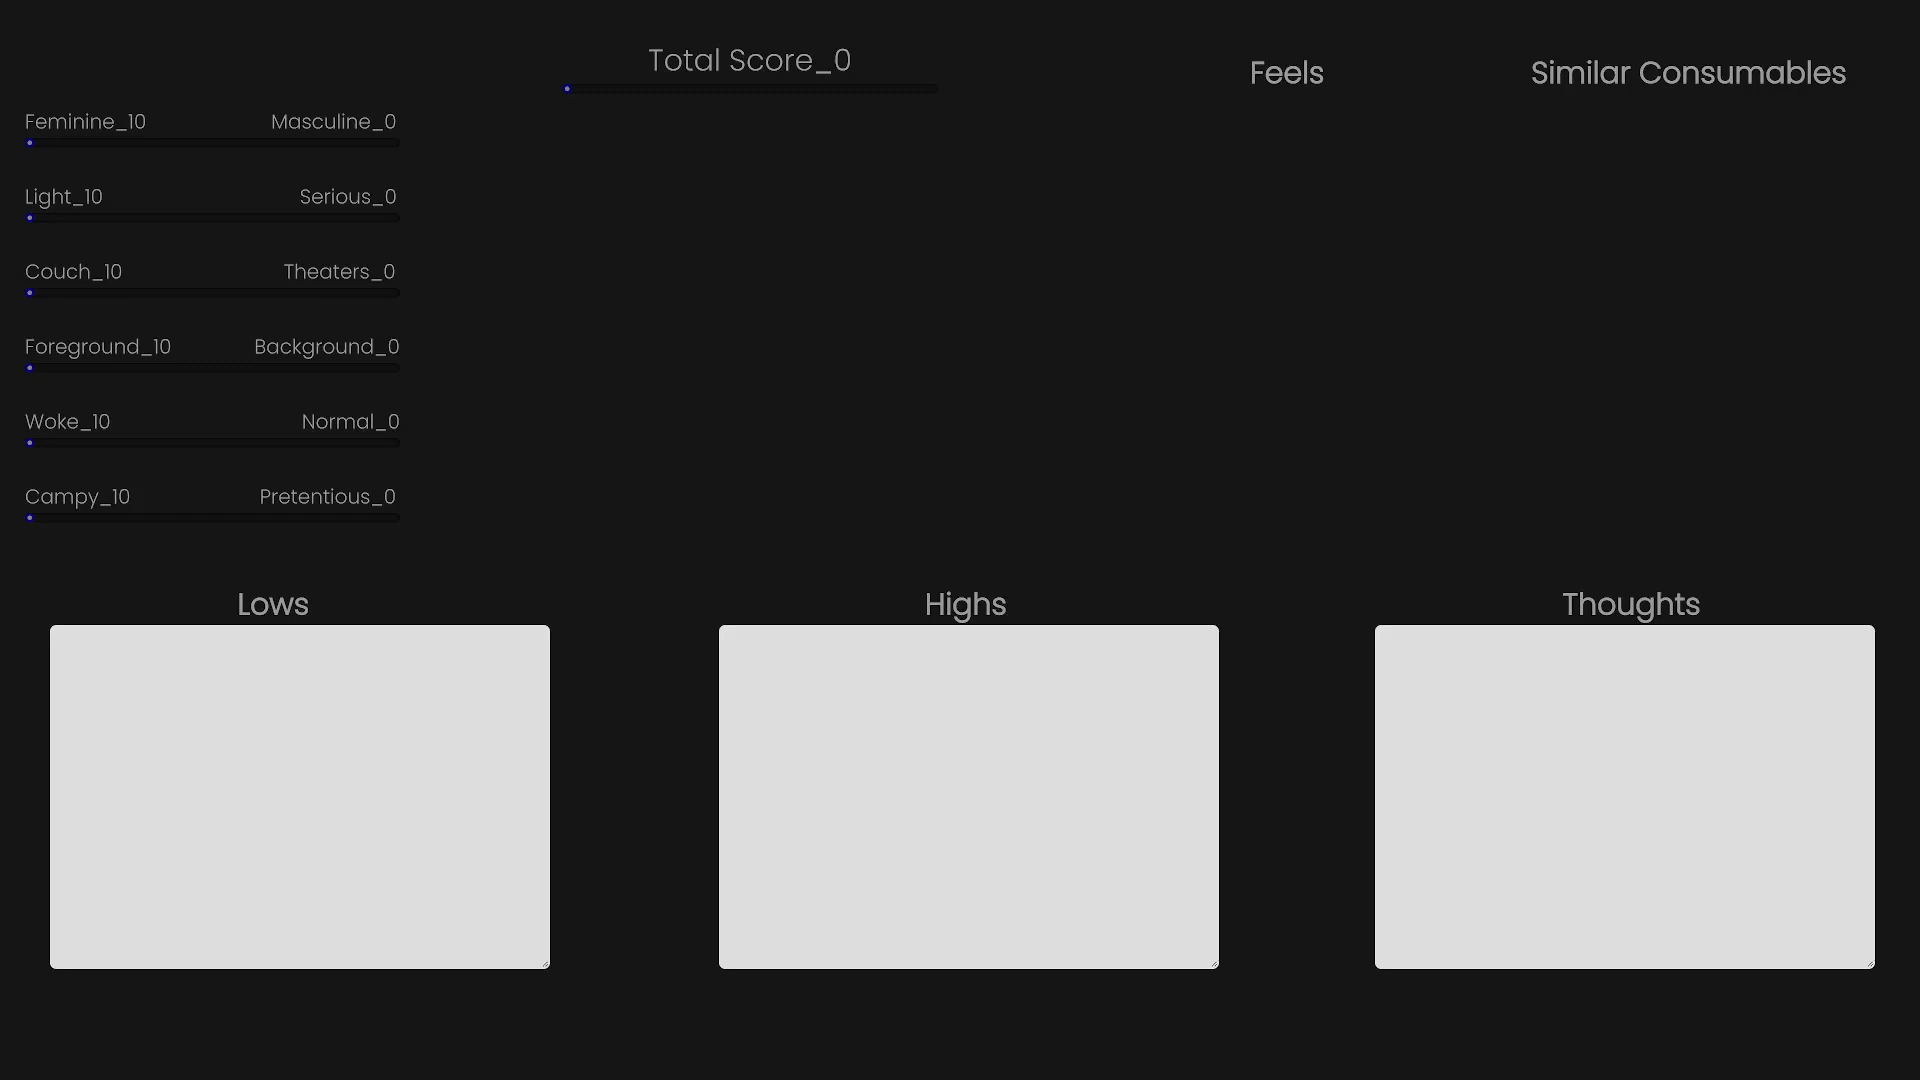 Total Score_0
Feels
Similar Consumables
Feminine_10 Masculine_0
Light_10 Serious_0
Couch_10 Theaters_0
Foreground_10 Background_0
Woke_10 Normal_0
Campy_10 Pretentious_0
Lows
Highs
Thoughts